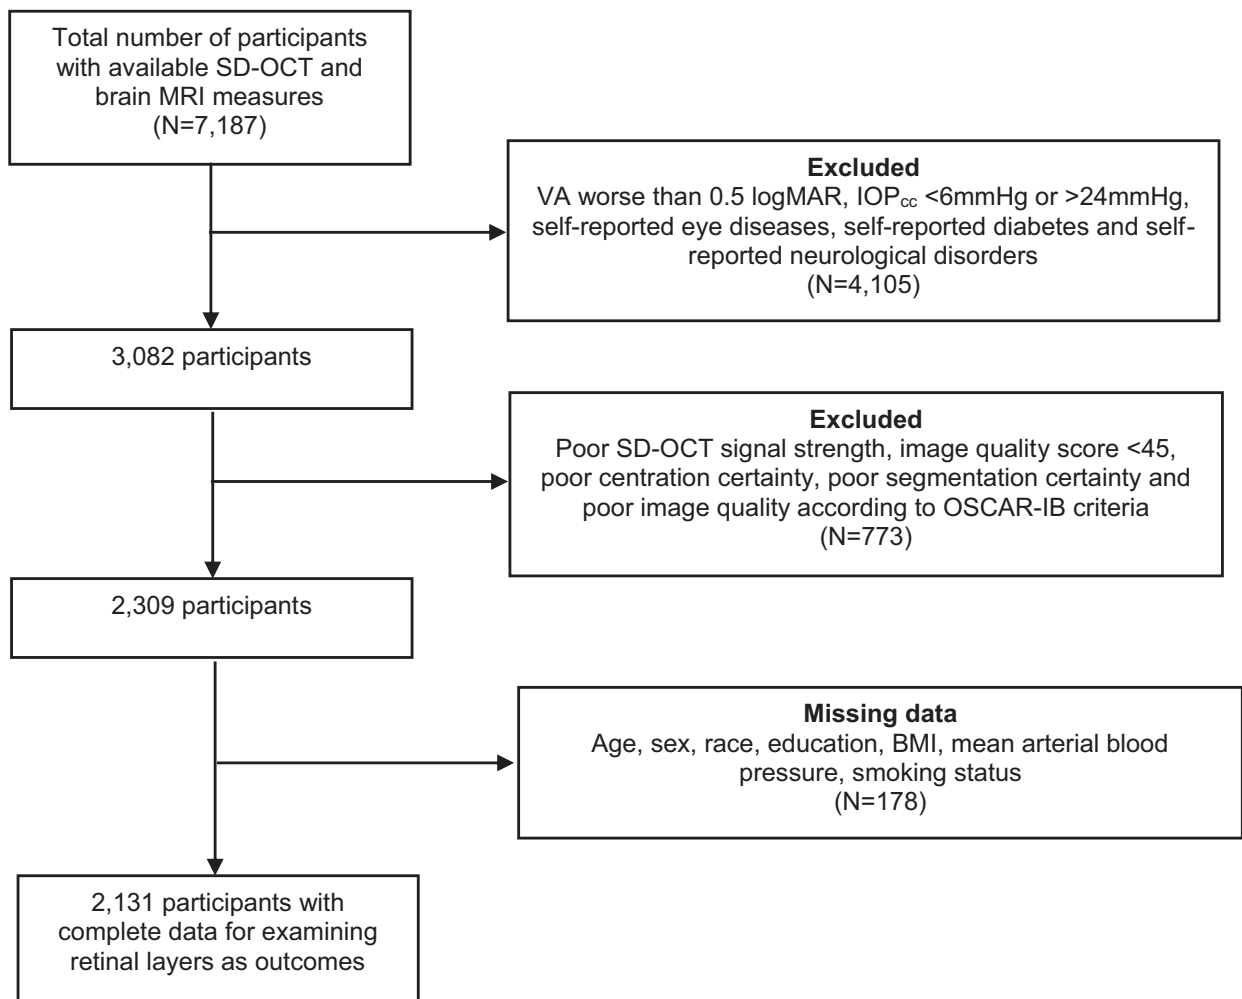 Total number of participants
with available SD-OCT and
brain MRI measures
(N=7,187)
Excluded
VA worse than 0.5 logMAR, IOPcc <6mmHg or >24mmHg,
self-reported eye diseases, self-reported diabetes and self-
reported neurological disorders
(N=4,105)
3,082 participants
Excluded
Poor SD-OCT signal strength, image quality score <45,
poor centration certainty, poor segmentation certainty and
poor image quality according to OSCAR-IB criteria
(N=773)
2,309 participants
Missing data
Age, sex, race, education, BMI, mean arterial blood
pressure, smoking status
(N=178)
2,131 participants with
complete data for examining
retinal layers as outcomes